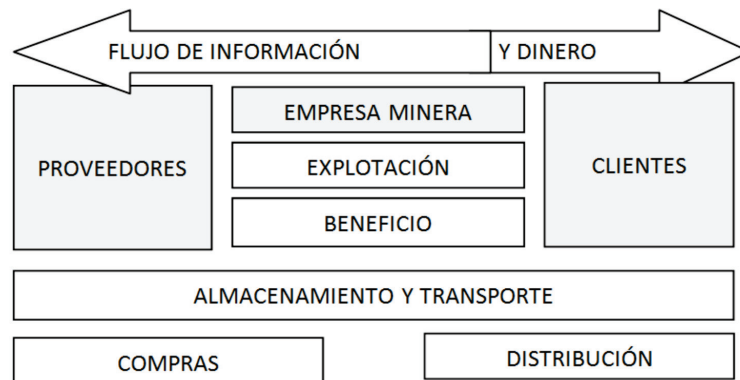 FLUJO DE INFORMACIÓN Y DINERO
EMPRESA MINERA
PROVEEDORES
EXPLOTACIÓN
CLIENTES
BENEFICIO
ALMACENAMIENTO Y TRANSPORTE
COMPRAS
DISTRIBUCIÓN